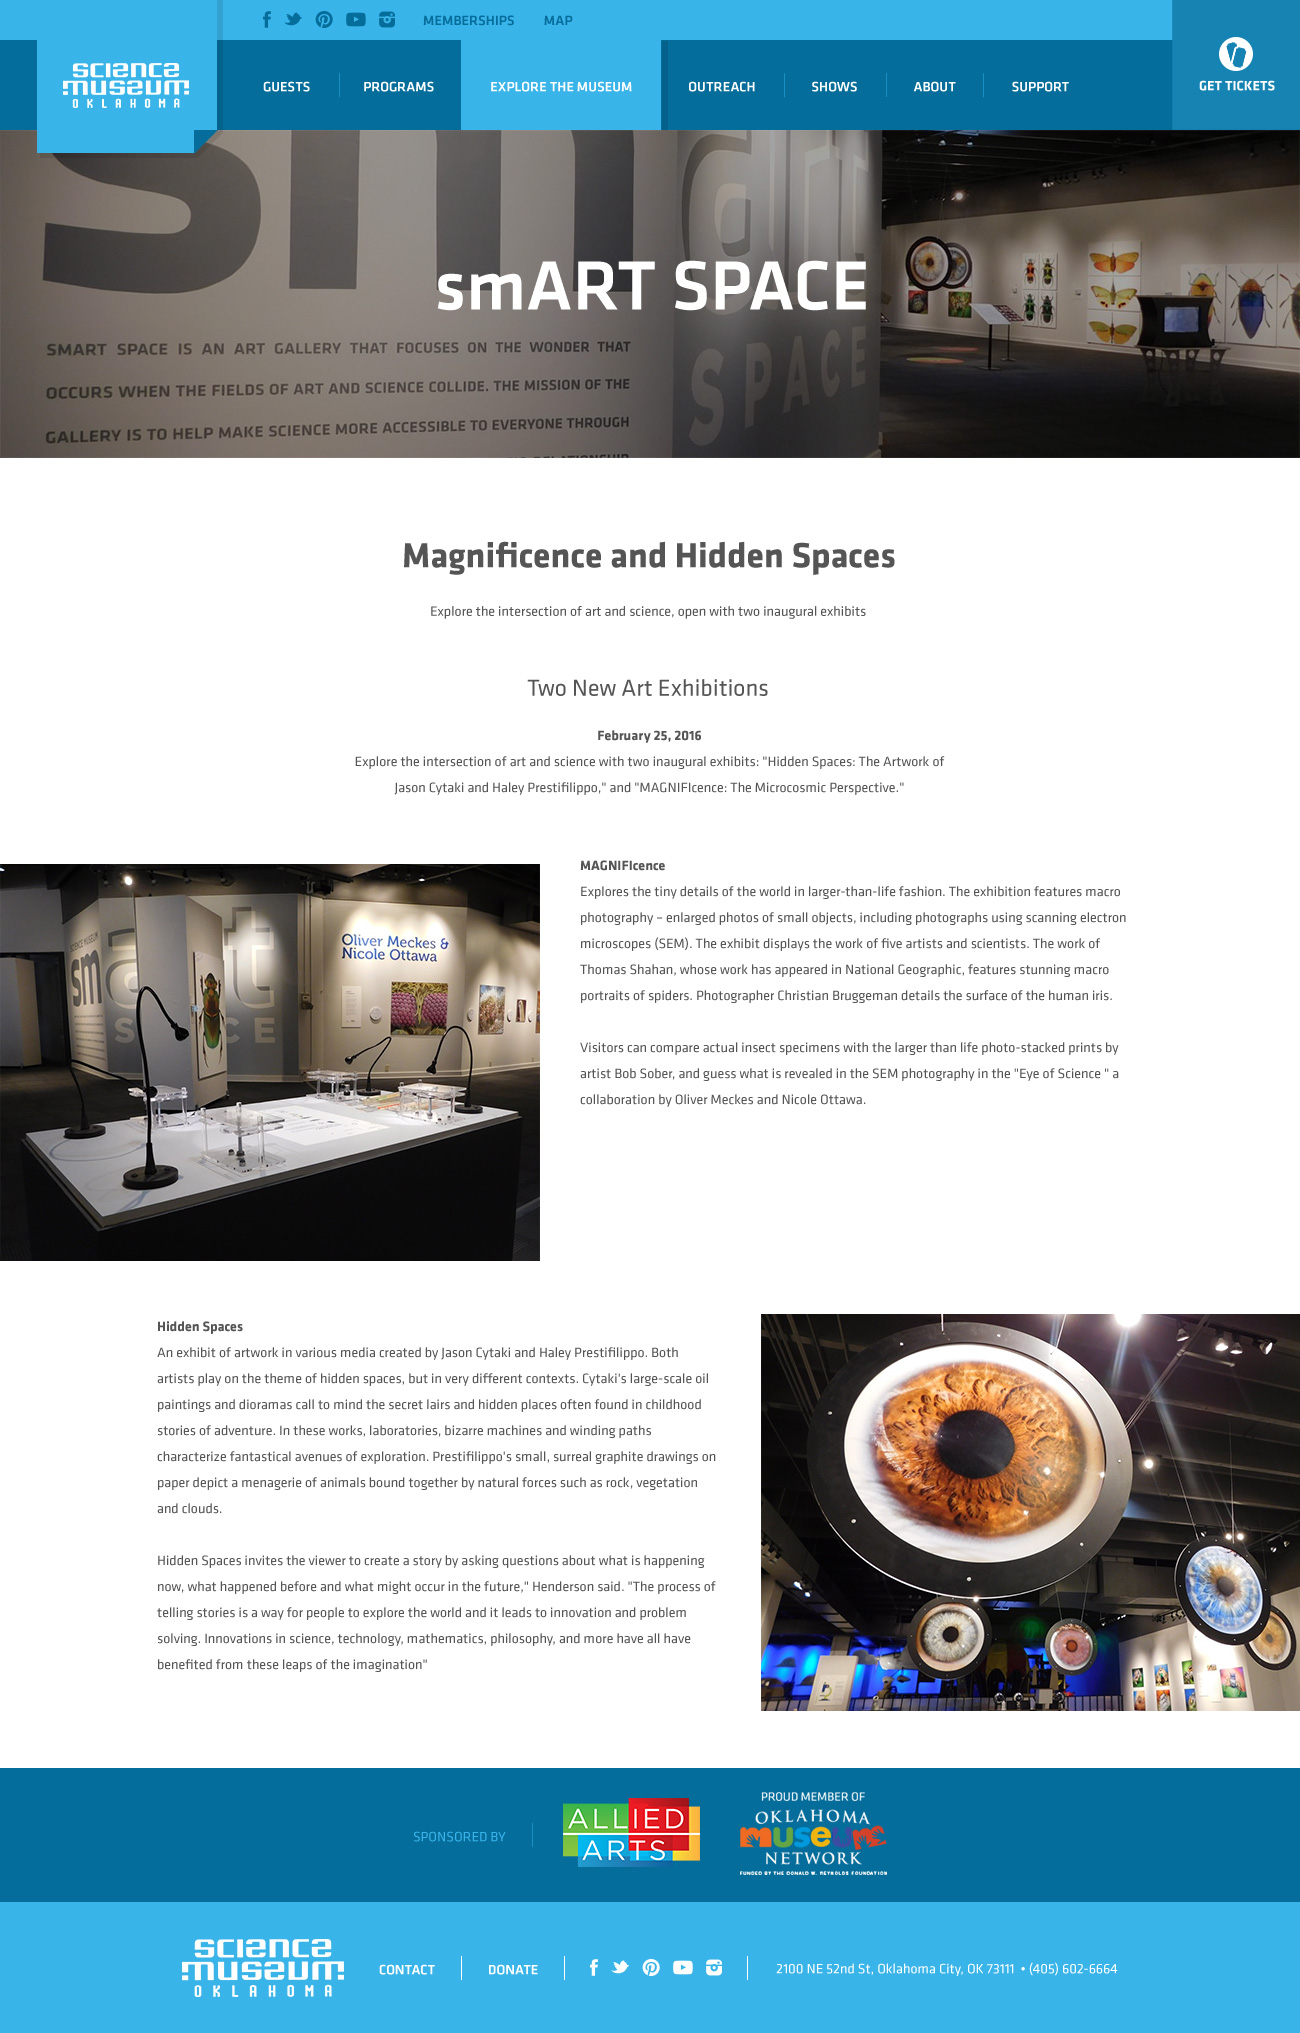 MEMBERSHIPS MAP
science
museum
OKLAHOMA
GUESTS PROGRAMS EXPLORE THE MUSEUM OUTREACH SHOWS ABOUT SUPPORT
GET TICKETS
sm art
SPACE
smART SPACE
SMART SPACE IS AN ART GALLERY THAT FOCUSES ON THE WONDER THAT
OCCURS WHEN THE FIELDS OF ART AND SCIENCE COLLIDE. THE MISSION OF THE
GALLERY IS TO HELP MAKE SCIENCE MORE ACCESSIBLE TO EVERYONE THROUGH
RELATIONSHIP
Magnificence and Hidden Spaces
Explore the intersection of art and science, open with two inaugural exhibits
Two New Art Exhibitions
February 25, 2016
Explore the intersection of art and science with two inaugural exhibits: "Hidden Spaces: The Artwork of
Jason Cytaki and Haley Prestifilippo," and "MAGNIFIcence: The Microcosmic Perspective."
SCIENCE MUSEUM
smart
SPACE
Oliver Meckes &
Nicole Ottawa
MAGNIFIcence
Explores the tiny details of the world in larger-than-life fashion. The exhibition features macro
photography – enlarged photos of small objects, including photographs using scanning electron
microscopes (SEM). The exhibit displays the work of five artists and scientists. The work of
Thomas Shahan, whose work has appeared in National Geographic, features stunning macro
portraits of spiders. Photographer Christian Bruggeman details the surface of the human iris.
Visitors can compare actual insect specimens with the larger than life photo-stacked prints by
artist Bob Sober, and guess what is revealed in the SEM photography in the "Eye of Science " a
collaboration by Oliver Meckes and Nicole Ottawa.
Hidden Spaces
An exhibit of artwork in various media created by Jason Cytaki and Haley Prestifilippo. Both
artists play on the theme of hidden spaces, but in very different contexts. Cytaki's large-scale oil
paintings and dioramas call to mind the secret lairs and hidden places often found in childhood
stories of adventure. In these works, laboratories, bizarre machines and winding paths
characterize fantastical avenues of exploration. Prestifilippo's small, surreal graphite drawings on
paper depict a menagerie of animals bound together by natural forces such as rock, vegetation
and clouds.
Hidden Spaces invites the viewer to create a story by asking questions about what is happening
now, what happened before and what might occur in the future," Henderson said. "The process of
telling stories is a way for people to explore the world and it leads to innovation and problem
solving. Innovations in science, technology, mathematics, philosophy, and more have all have
benefited from these leaps of the imagination"
SPONSORED BY
ALLIED
ARTS
PROUD MEMBER OF
OKLAHOMA
museum
NETWORK
FUNDED BY THE DONALD W. REYNOLDS FOUNDATION
science
museum
OKLAHOMA
CONTACT DONATE 2100 NE 52nd St, Oklahoma City, OK 73111 • (405) 602-6664